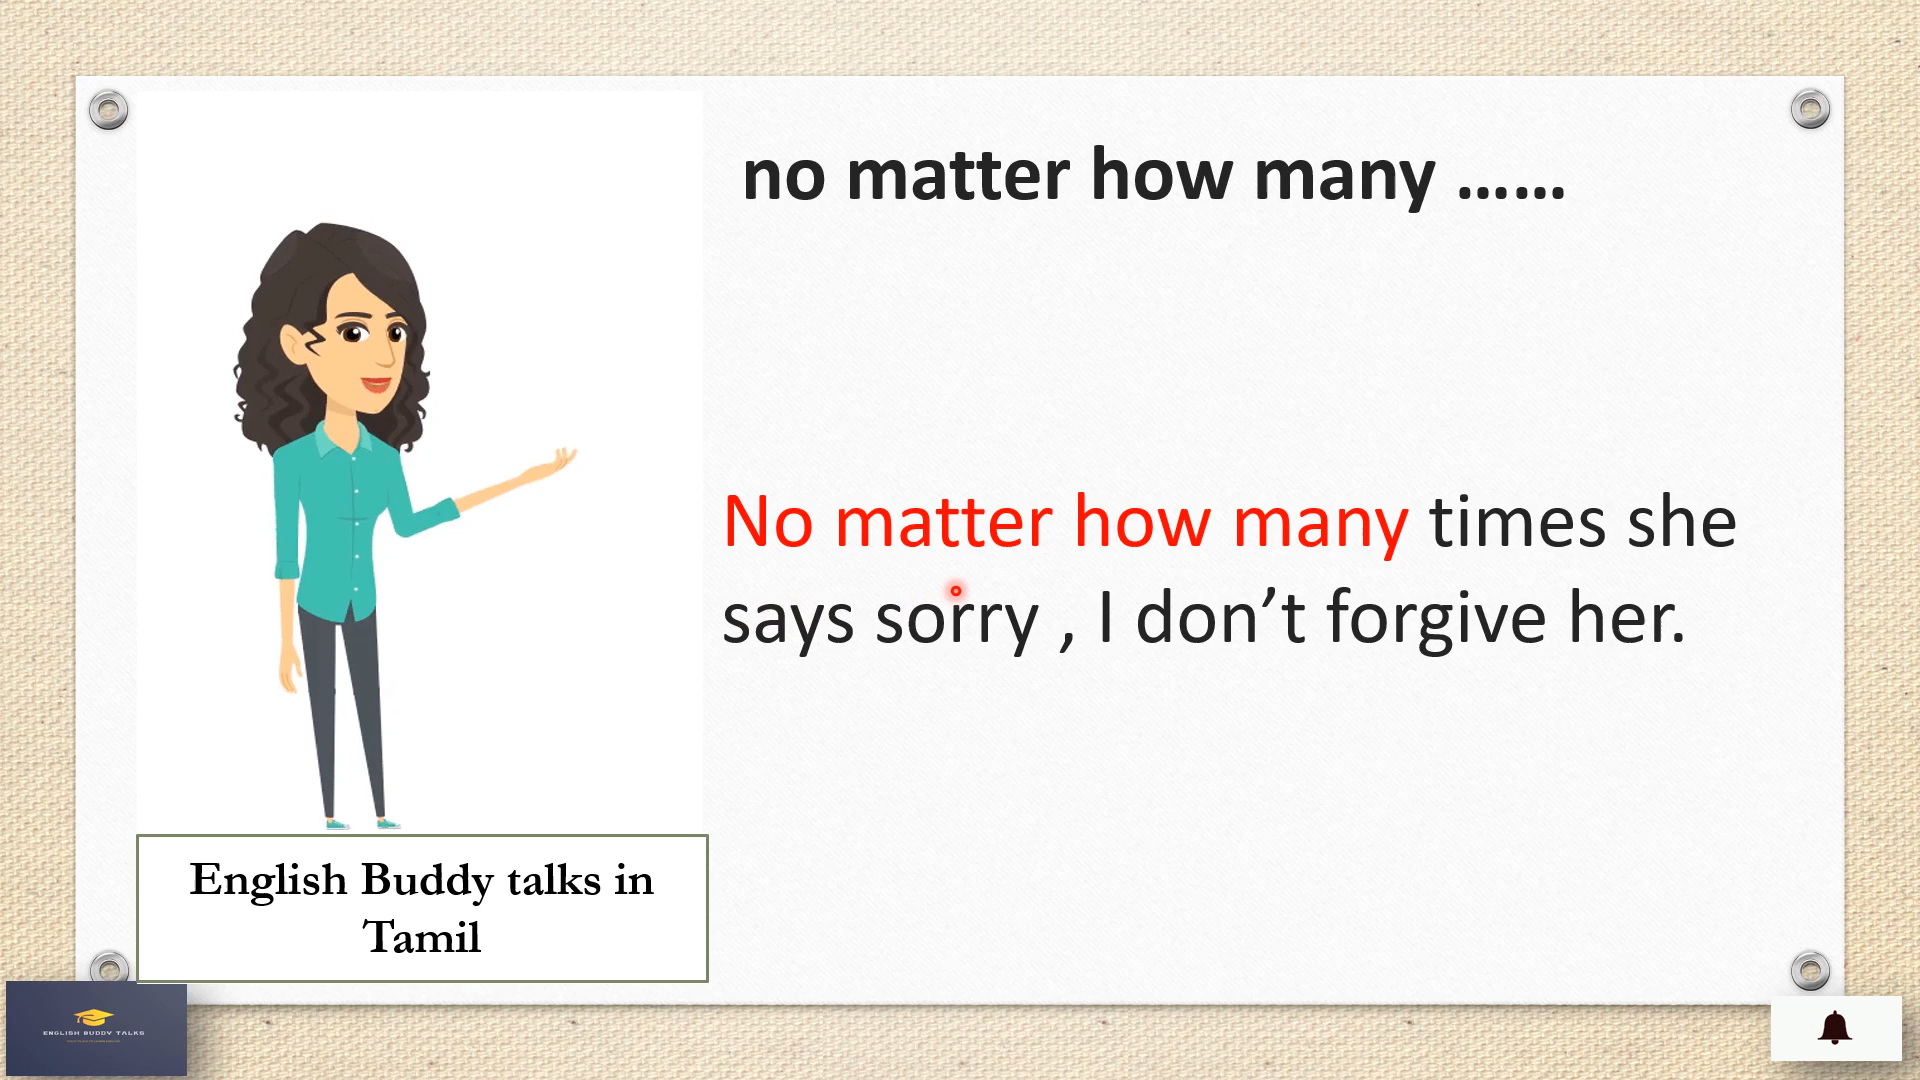 no matter how many ......
No matter how many times she
says sorry , I don’t forgive her.
English Buddy talks in
Tamil
ENGLISH BUDDY TALKS